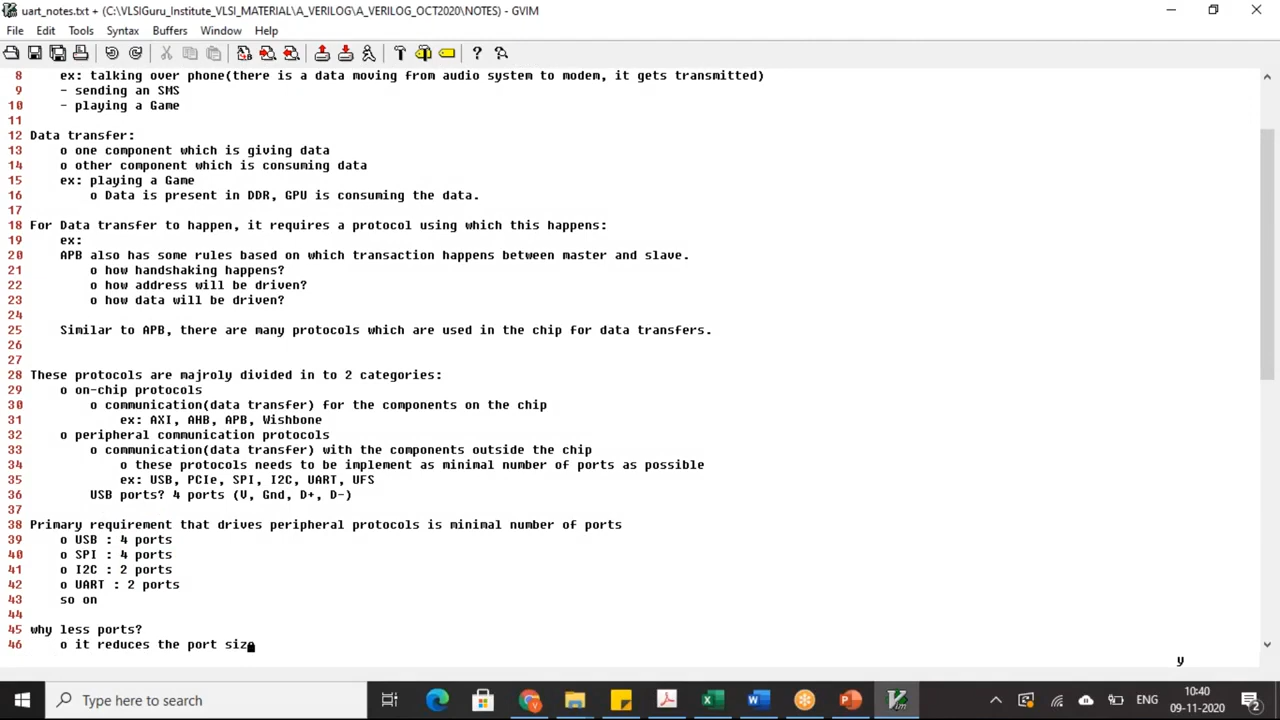 uart_notes.txt + (C:\VLSIGuru_Institute_VLSI_MATERIAL\A_VERILOG\A_VERILOG_OCT2020\NOTES) - GVIM
File Edit Tools Syntax Buffers Window Help
8 ex: talking over phone(there is a data moving from audio system to modem, it gets transmitted)
9 - sending an SMS
10 - playing a Game
11
12 Data transfer:
13 o one component which is giving data
14 o other component which is consuming data
15 ex: playing a Game
16 o Data is present in DDR, GPU is consuming the data.
17
18 For Data transfer to happen, it requires a protocol using which this happens:
19 ex:
20 APB also has some rules based on which transaction happens between master and slave.
21 o how handshaking happens?
22 o how address will be driven?
23 o how data will be driven?
24
25 Similar to APB, there are many protocols which are used in the chip for data transfers.
26
27
28 These protocols are majroly divided in to 2 categories:
29 o on-chip protocols
30 o communication(data transfer) for the components on the chip
31 ex: AXI, AHB, APB, Wishbone
32 o peripheral communication protocols
33 o communication(data transfer) with the components outside the chip
34 o these protocols needs to be implement as minimal number of ports as possible
35 ex: USB, PCIe, SPI, I2C, UART, UFS
36 USB ports? 4 ports (V, Gnd, D+, D-)
37
38 Primary requirement that drives peripheral protocols is minimal number of ports
39 o USB : 4 ports
40 o SPI : 4 ports
41 o I2C : 2 ports
42 o UART : 2 ports
43 so on
44
45 why less ports?
46 o it reduces the port size
y
Type here to search
ENG
10:40
09-11-2020
2